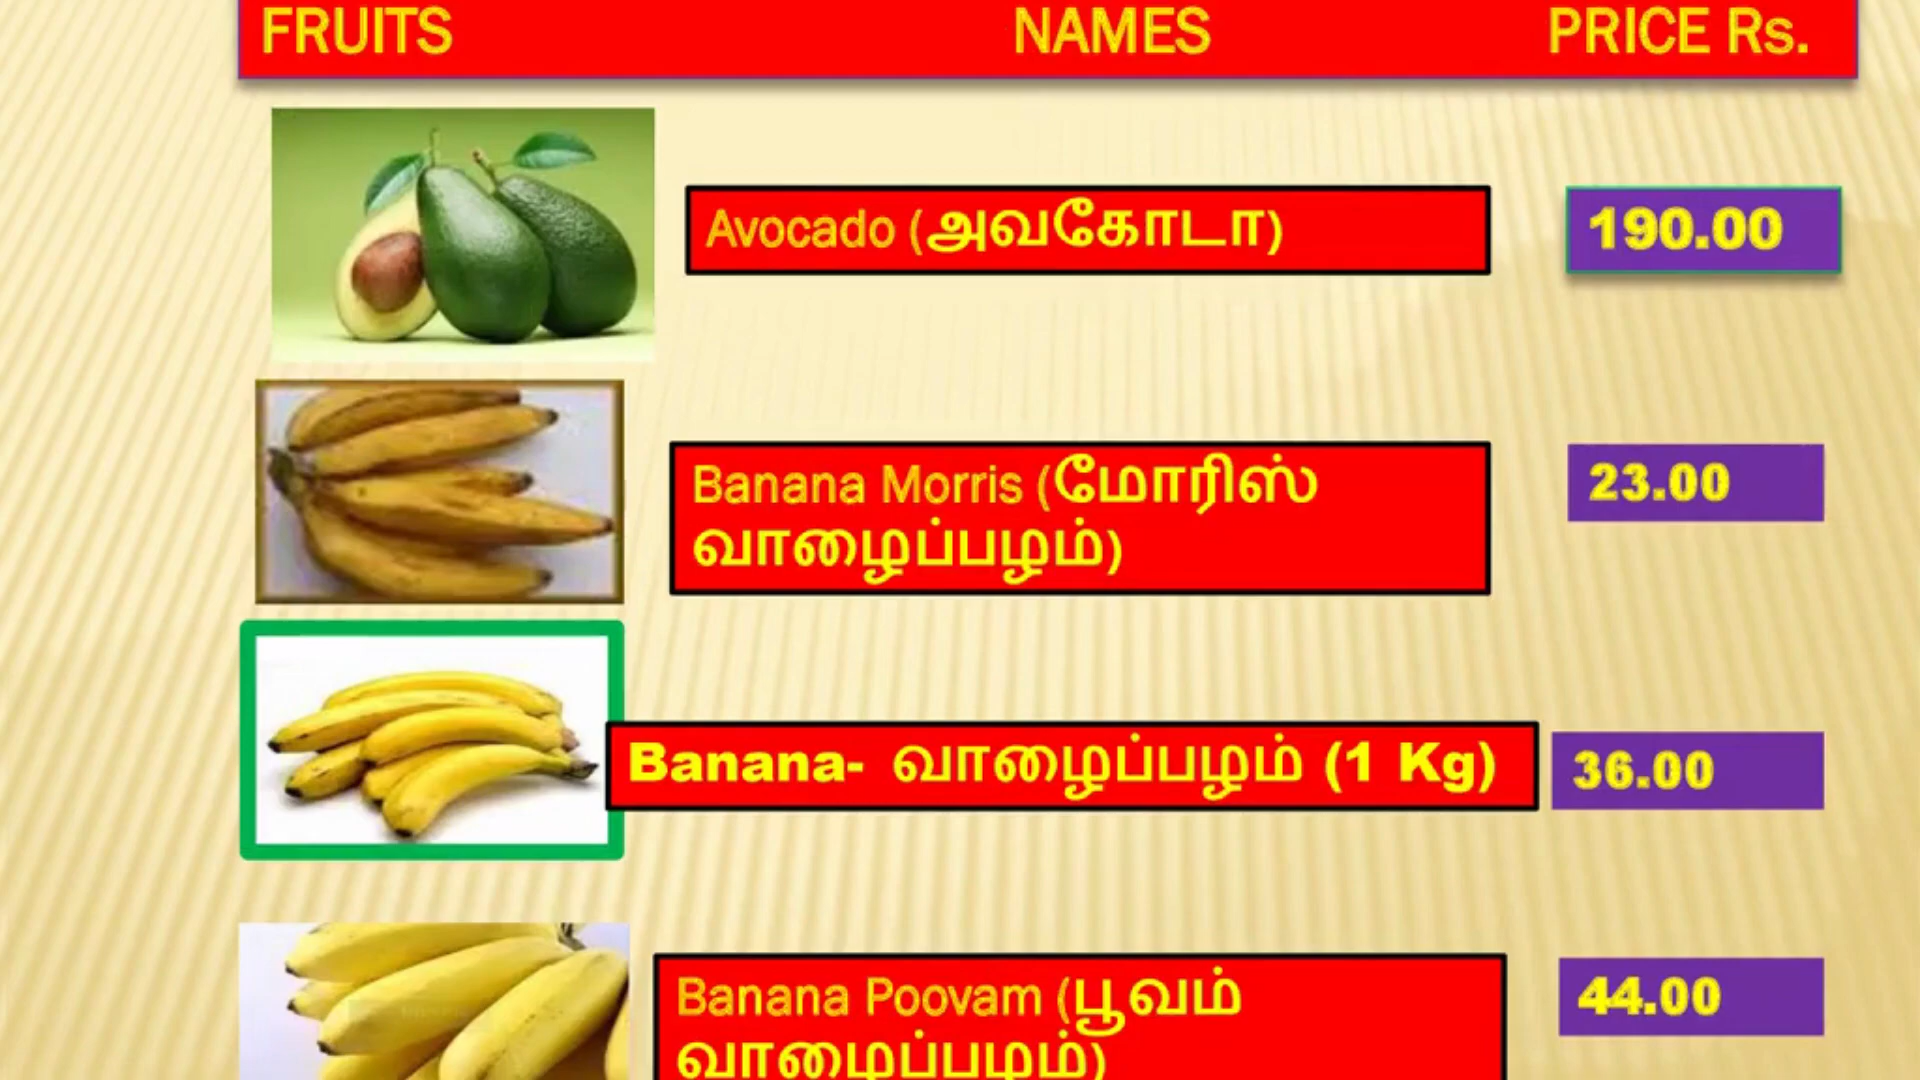 FRUITS NAMES PRICE Rs.
Avocado (அவகோடா) 190.00
Banana Morris (மோரிஸ் 23.00
வாழைப்பழம்)
Banana- வாழைப்பழம் (1 Kg) 36.00
Banana Poovam (பூவம் 44.00
வாழைப்பழம்)